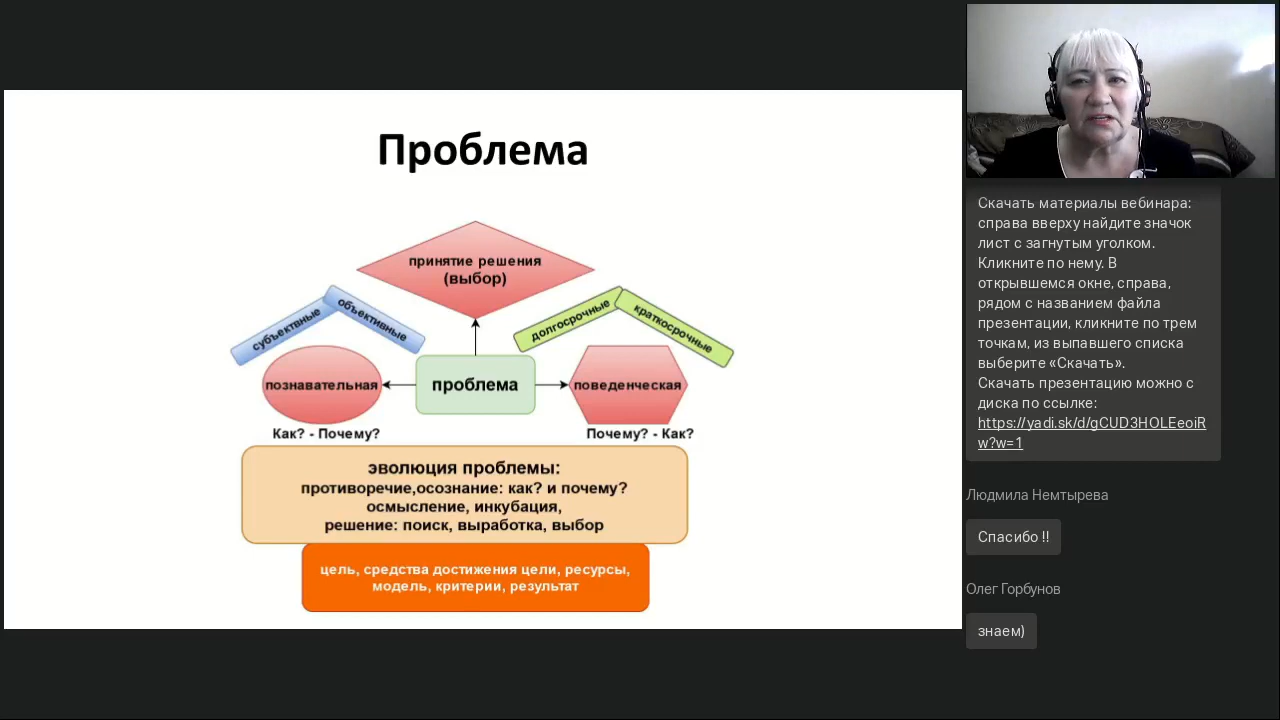 Проблема
принятие решения
(выбор)
субъектвные
объективные
долгосрочные
краткосрочные
познавательная
проблема
поведенческая
Как? - Почему?
Почему? - Как?
эволюция проблемы:
противоречие,осознание: как? и почему?
осмысление, инкубация,
решение: поиск, выработка, выбор
цель, средства достижения цели, ресурсы,
модель, критерии, результат
Скачать материалы вебинара:
справа вверху найдите значок
лист с загнутым уголком.
Кликните по нему. В
открывшемся окне, справа,
рядом с названием файла
презентации, кликните по трем
точкам, из выпавшего списка
выберите «Скачать».
Скачать презентацию можно с
диска по ссылке:
https://yadi.sk/d/gCUD3HOLEeoiR
w?w=1
Людмила Немтырева
Спасибо !!
Олег Горбунов
знаем)